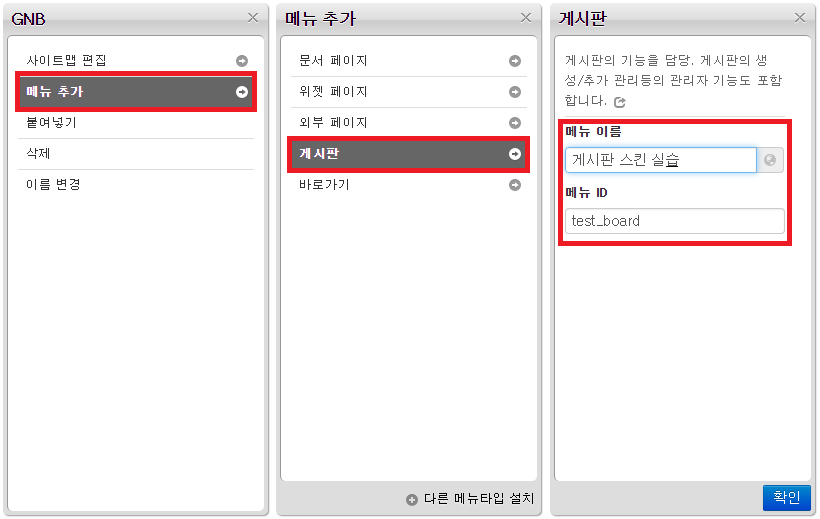 GNB
사이트맵 편집
메뉴 추가
붙여넣기
삭제
이름 변경
메뉴 추가
문서 페이지
위젯 페이지
외부 페이지
게시판
바로가기
다른 메뉴타입 설치
게시판
게시판의 기능을 담당. 게시판의 생
성/추가 관리등의 관리자 기능도 포함
합니다.
메뉴 이름
게시판 스킨 실습
메뉴 ID
test_board
확인